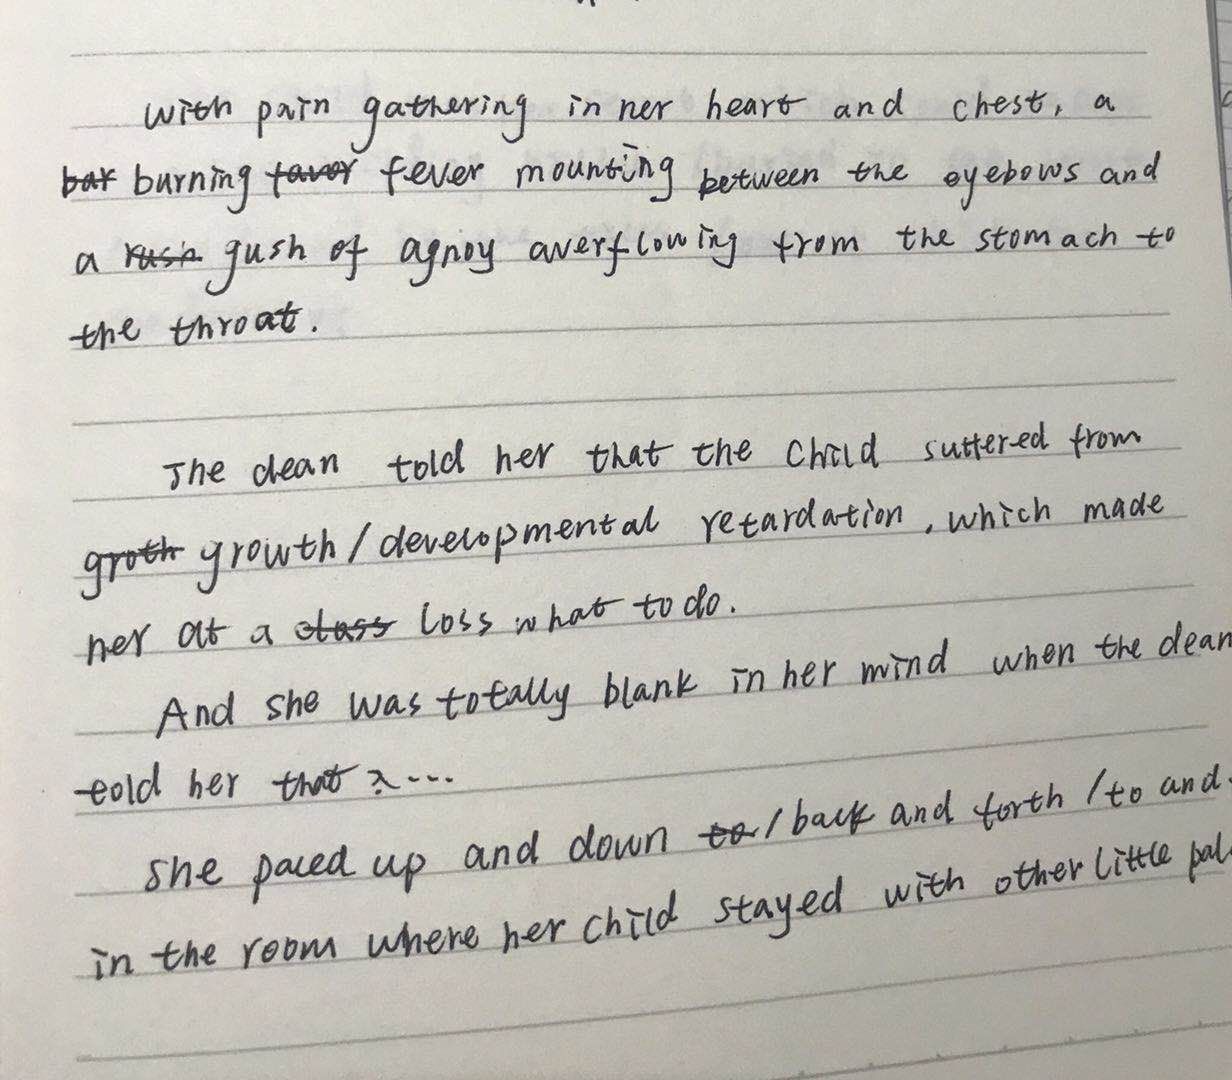 with pain gathering in her heart and chest, a
bar burning faver fever mounting between the eyebows and
a rush gush of agnoy averflowing from the stomach to
the throat.
The dean told her that the child suffered from
groth growth / developmental retardation, which made
her at a class loss what to do.
And she was totally blank in her mind when the dean
told her that
she paced up and down to / back and forth / to and
in the room where her child stayed with other little pal